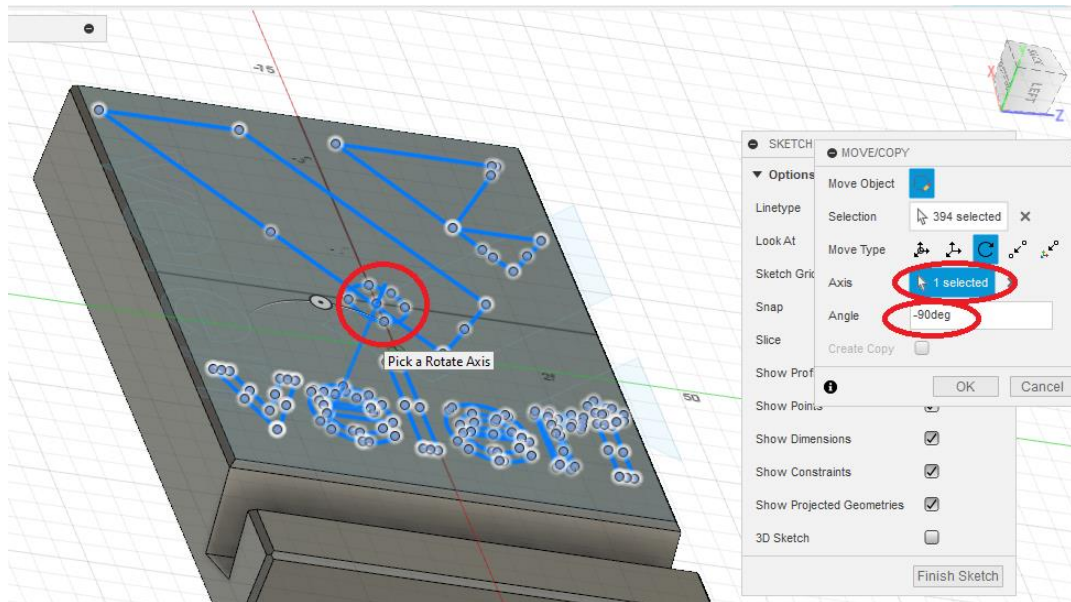 -75
25
50
LEFT
X
Y
Z
SKETCH
MOVE/COPY
Options
Move Object
Linetype
Selection
394 selected
Look At
Move Type
Sketch Grid
Axis
1 selected
Snap
Angle
-90deg
Slice
Create Copy
Show Prof
OK
Cancel
Show Points
Show Dimensions
Show Constraints
Show Projected Geometries
3D Sketch
Finish Sketch
Pick a Rotate Axis